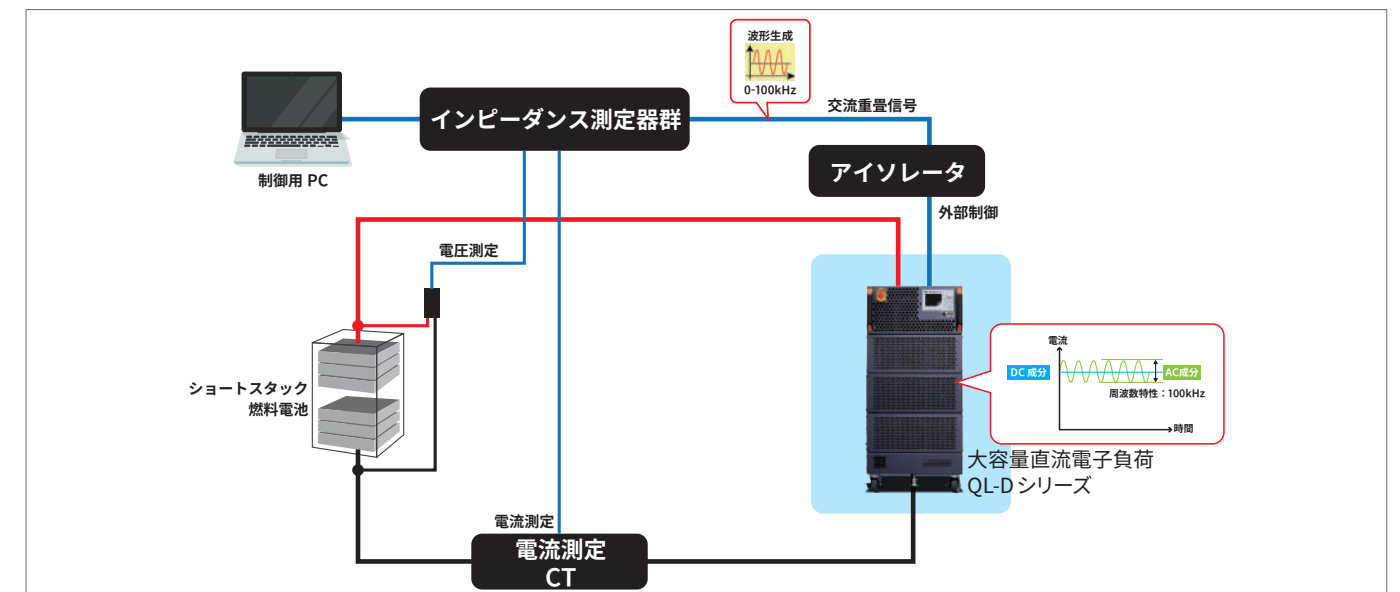 波形生成
0-100kHz
インピーダンス測定器群
交流重畳信号
制御用 PC
アイソレータ
外部制御
電圧測定
電流
DC 成分
AC成分
周波数特性：100kHz
時間
ショートスタック
燃料電池
大容量直流電子負荷
QL-D シリーズ
電流測定
電流測定
CT